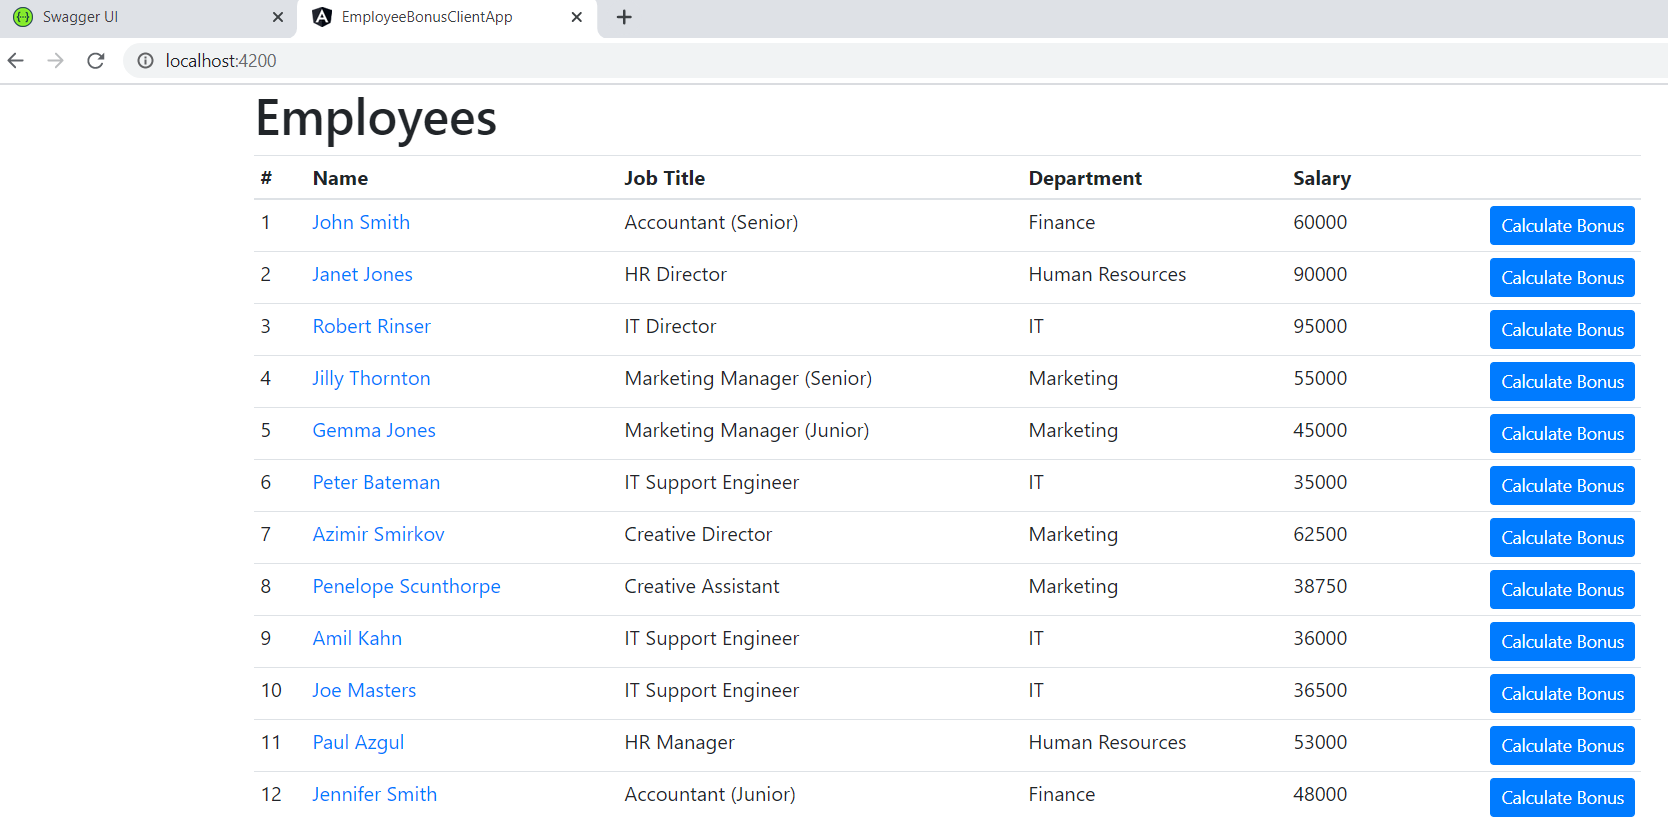 Swagger UI EmployeeBonusClientApp
localhost:4200
Employees
# Name Job Title Department Salary
1 John Smith Accountant (Senior) Finance 60000 Calculate Bonus
2 Janet Jones HR Director Human Resources 90000 Calculate Bonus
3 Robert Rinser IT Director IT 95000 Calculate Bonus
4 Jilly Thornton Marketing Manager (Senior) Marketing 55000 Calculate Bonus
5 Gemma Jones Marketing Manager (Junior) Marketing 45000 Calculate Bonus
6 Peter Bateman IT Support Engineer IT 35000 Calculate Bonus
7 Azimir Smirkov Creative Director Marketing 62500 Calculate Bonus
8 Penelope Scunthorpe Creative Assistant Marketing 38750 Calculate Bonus
9 Amil Kahn IT Support Engineer IT 36000 Calculate Bonus
10 Joe Masters IT Support Engineer IT 36500 Calculate Bonus
11 Paul Azgul HR Manager Human Resources 53000 Calculate Bonus
12 Jennifer Smith Accountant (Junior) Finance 48000 Calculate Bonus